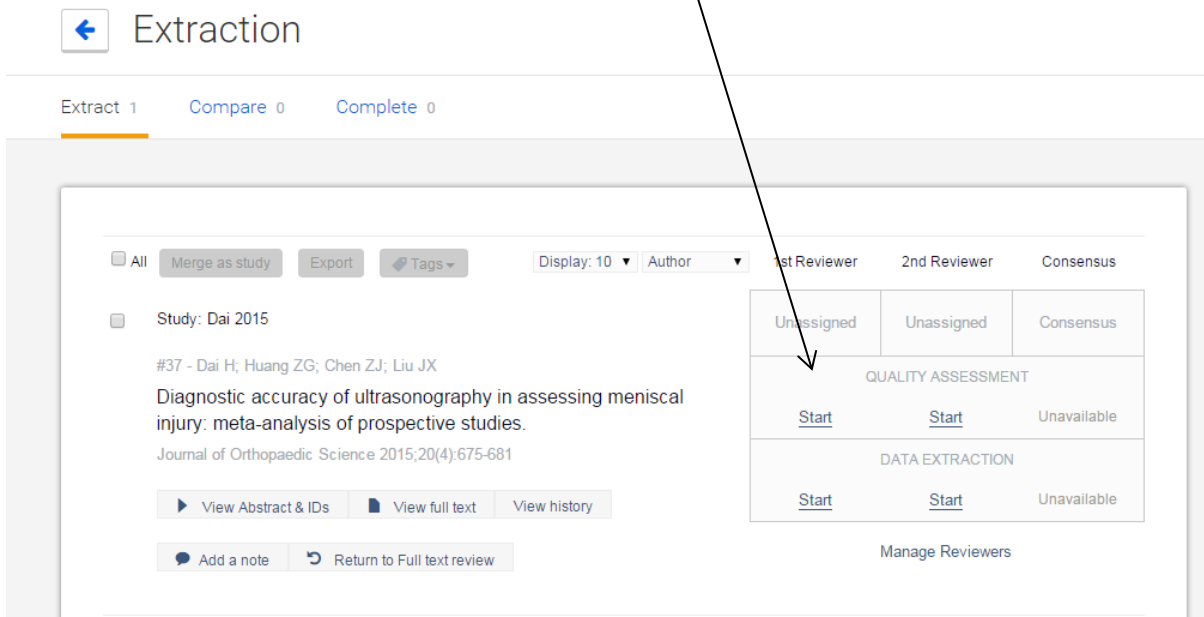 Extraction
Extract 1 Compare 0 Complete 0
All Merge as study Export Tags Display: 10 Author 1st Reviewer 2nd Reviewer Consensus
Study: Dai 2015
Unassigned Unassigned Consensus
#37 - Dai H; Huang ZG; Chen ZJ; Liu JX
QUALITY ASSESSMENT
Diagnostic accuracy of ultrasonography in assessing meniscal
injury: meta-analysis of prospective studies.
Start Start Unavailable
Journal of Orthopaedic Science 2015;20(4):675-681
DATA EXTRACTION
View Abstract & IDs View full text View history
Start Start Unavailable
Add a note Return to Full text review
Manage Reviewers